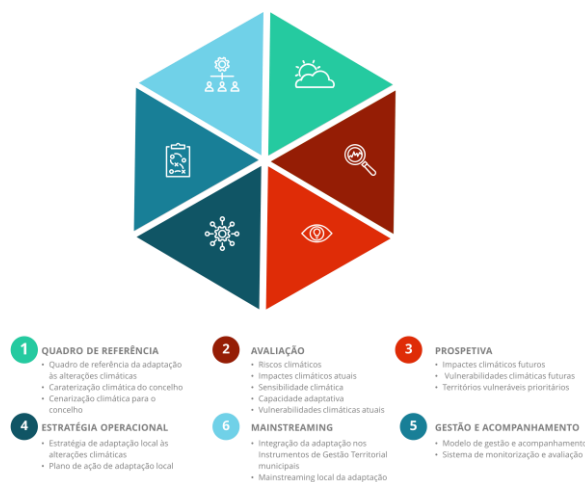 1 QUADRO DE REFERÊNCIA
• Quadro de referência da adaptação
às alterações climáticas
• Caraterização climática do concelho
• Cenarização climática para o
concelho
2 AVALIAÇÃO
• Riscos climáticos
• Impactes climáticos atuais
• Sensibilidade climática
• Capacidade adaptativa
• Vulnerabilidades climáticas atuais
3 PROSPETIVA
• Impactes climáticos futuros
• Vulnerabilidades climáticas futuras
• Territórios vulneráveis prioritários
4 ESTRATÉGIA OPERACIONAL
• Estratégia de adaptação local às
alterações climáticas
• Plano de ação de adaptação local
6 MAINSTREAMING
• Integração da adaptação nos
Instrumentos de Gestão Territorial
municipais
• Mainstreaming local da adaptação
5 GESTÃO E ACOMPANHAMENTO
• Modelo de gestão e acompanhamento
• Sistema de monitorização e avaliação